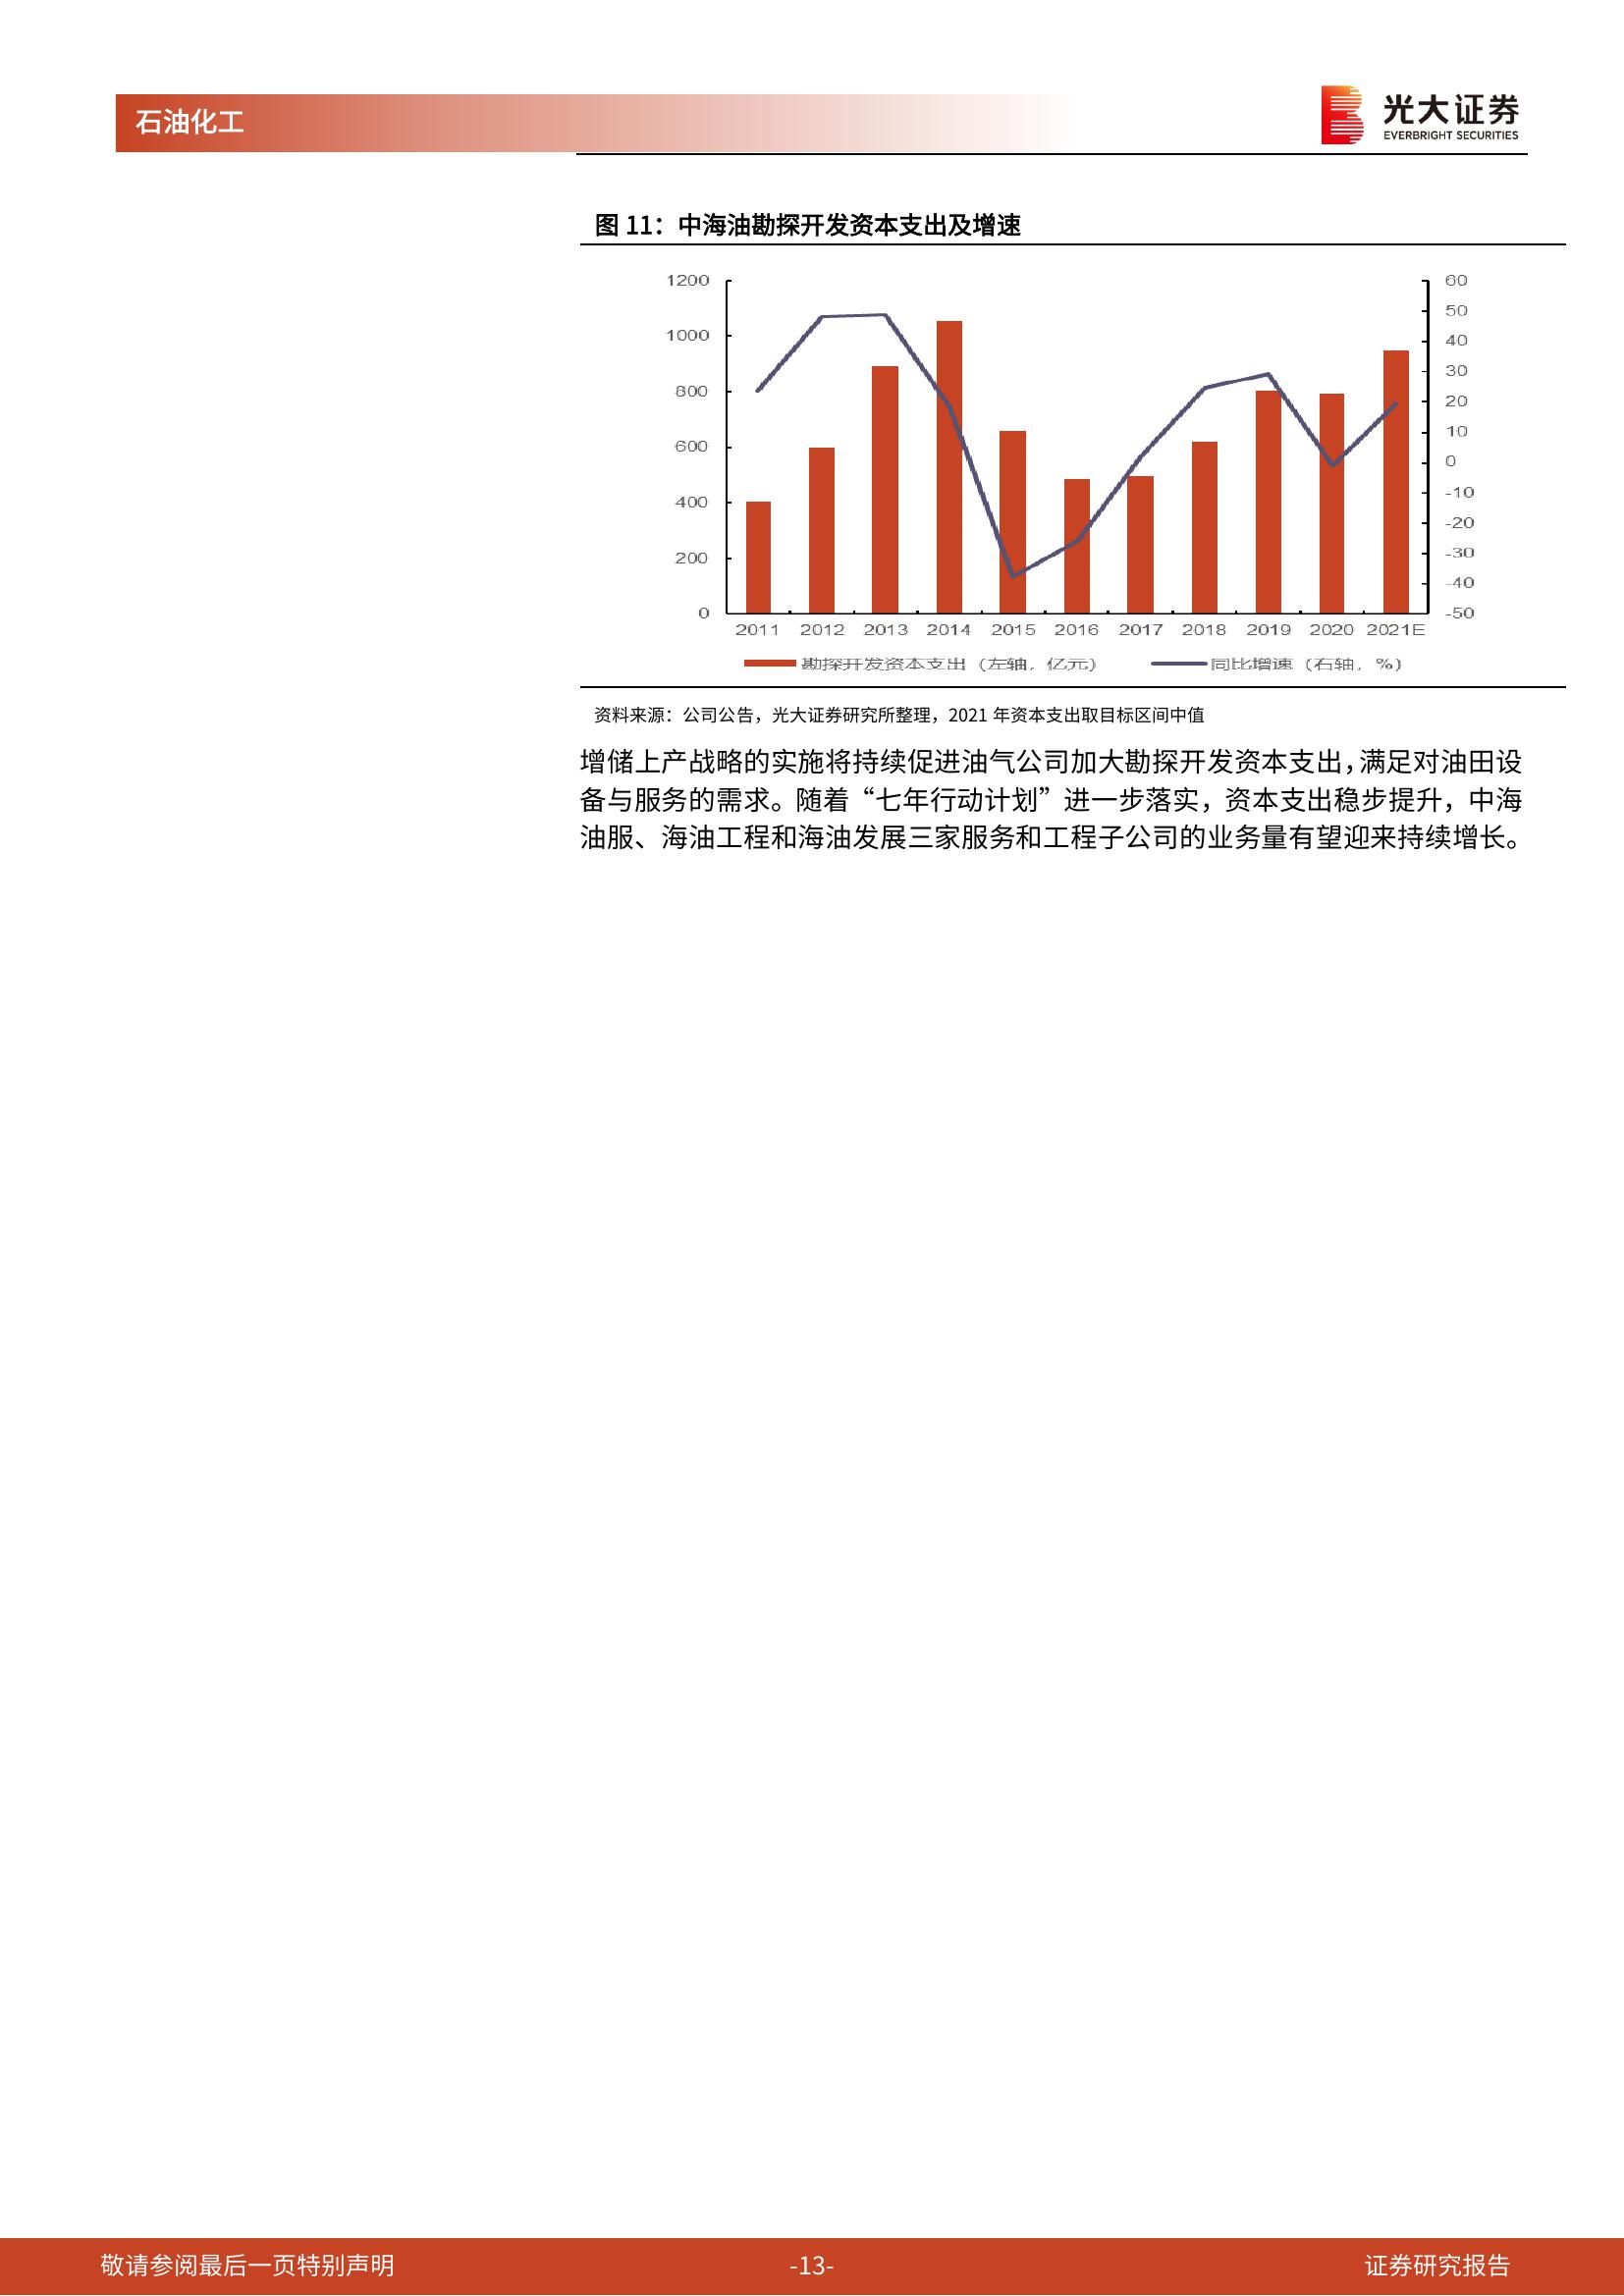 石油化工
光大证券
EVERBRIGHT SECURITIES
图 11：中海油勘探开发资本支出及增速
1200
1000
800
600
400
200
0
60
50
40
30
20
10
0
-10
-20
-30
-40
-50
2011 2012 2013 2014 2015 2016 2017 2018 2019 2020 2021E
勘探开发资本支出（左轴，亿元） 同比增速（右轴，%）
资料来源：公司公告，光大证券研究所整理，2021 年资本支出取目标区间中值
增储上产战略的实施将持续促进油气公司加大勘探开发资本支出，满足对油田设
备与服务的需求。随着“七年行动计划”进一步落实，资本支出稳步提升，中海
油服、海油工程和海油发展三家服务和工程子公司的业务量有望迎来持续增长。
敬请参阅最后一页特别声明 -13- 证券研究报告